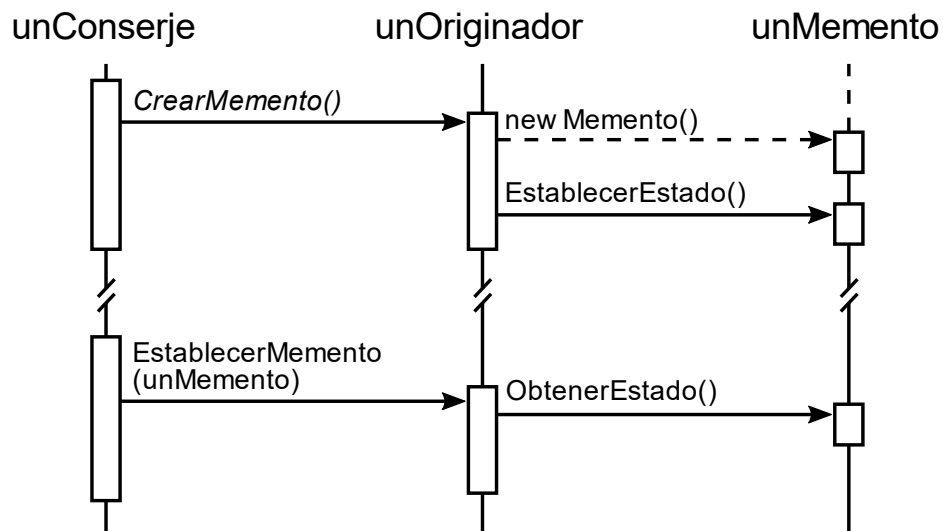 unConserje unOriginador unMemento
CrearMemento()
new Memento()
EstablecerEstado()
EstablecerMemento
(unMemento)
ObtenerEstado()